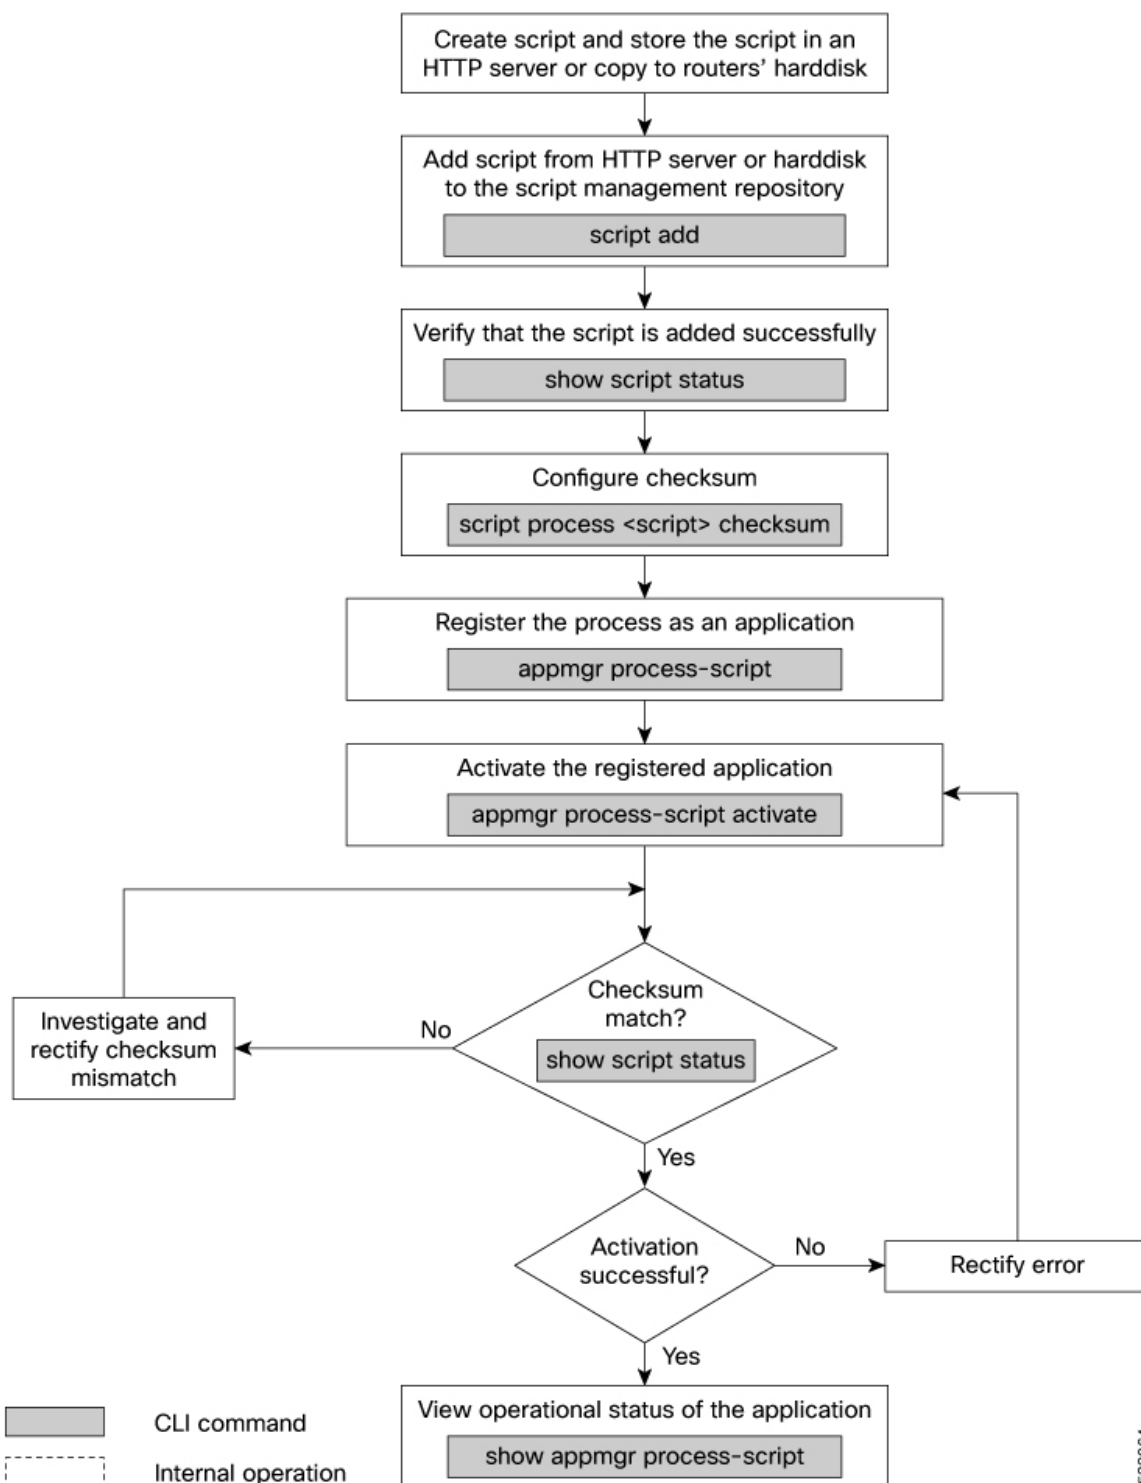 Create script and store the script in an
HTTP server or copy to routers' harddisk
Add script from HTTP server or harddisk
to the script management repository
script add
Verify that the script is added successfully
show script status
Configure checksum
script process <script> checksum
Register the process as an application
appmgr process-script
Activate the registered application
appmgr process-script activate
Checksum
match?
show script status
No
Investigate and
rectify checksum
mismatch
Yes
Activation
successful?
No
Rectify error
Yes
View operational status of the application
show appmgr process-script
CLI command
Internal operation